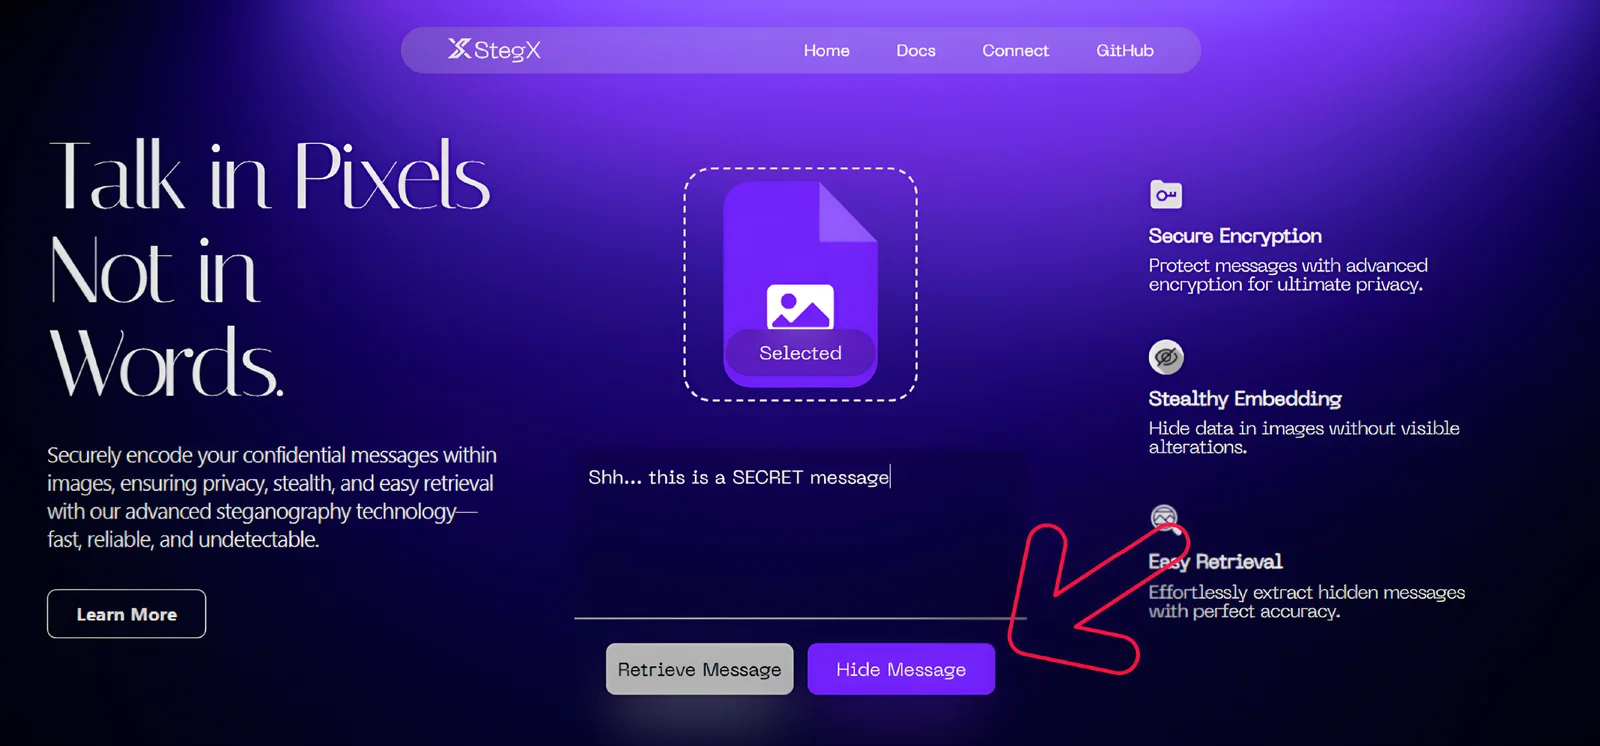 StegX
Home
Docs
Connect
GitHub
Talk in Pixels
Not in
Words.
Securely encode your confidential messages within
images, ensuring privacy, stealth, and easy retrieval
with our advanced steganography technology—
fast, reliable, and undetectable.
Learn More
Selected
Shh... this is a SECRET message
Retrieve Message
Hide Message
Secure Encryption
Protect messages with advanced
encryption for ultimate privacy.
Stealthy Embedding
Hide data in images without visible
alterations.
Easy Retrieval
Effortlessly extract hidden messages
with perfect accuracy.